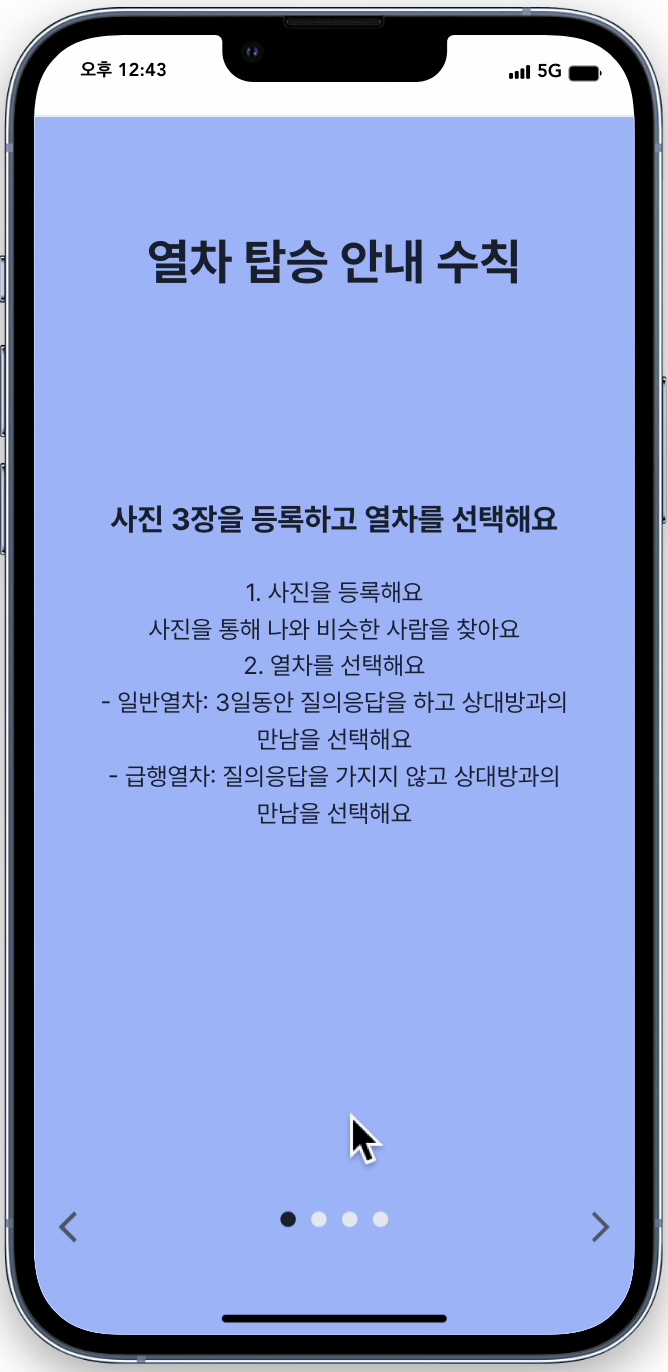 오후 12:43
5G
열차 탑승 안내 수칙
사진 3장을 등록하고 열차를 선택해요
1. 사진을 등록해요
사진을 통해 나와 비슷한 사람을 찾아요
2. 열차를 선택해요
- 일반열차: 3일동안 질의응답을 하고 상대방과의
만남을 선택해요
- 급행열차: 질의응답을 가지지 않고 상대방과의
만남을 선택해요